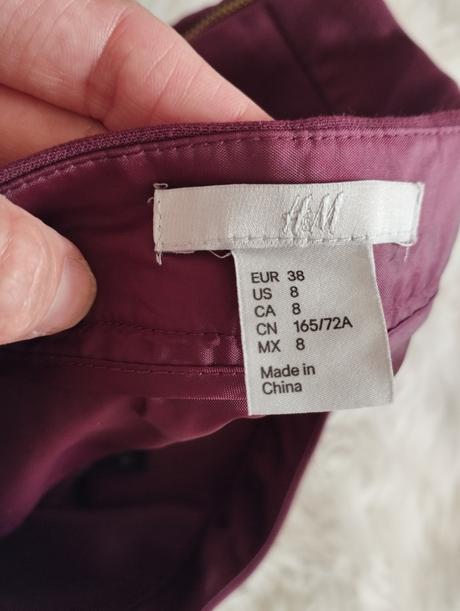 H&M
EUR 38
US 8
CA 8
CN 165/72A
MX 8
Made in
China